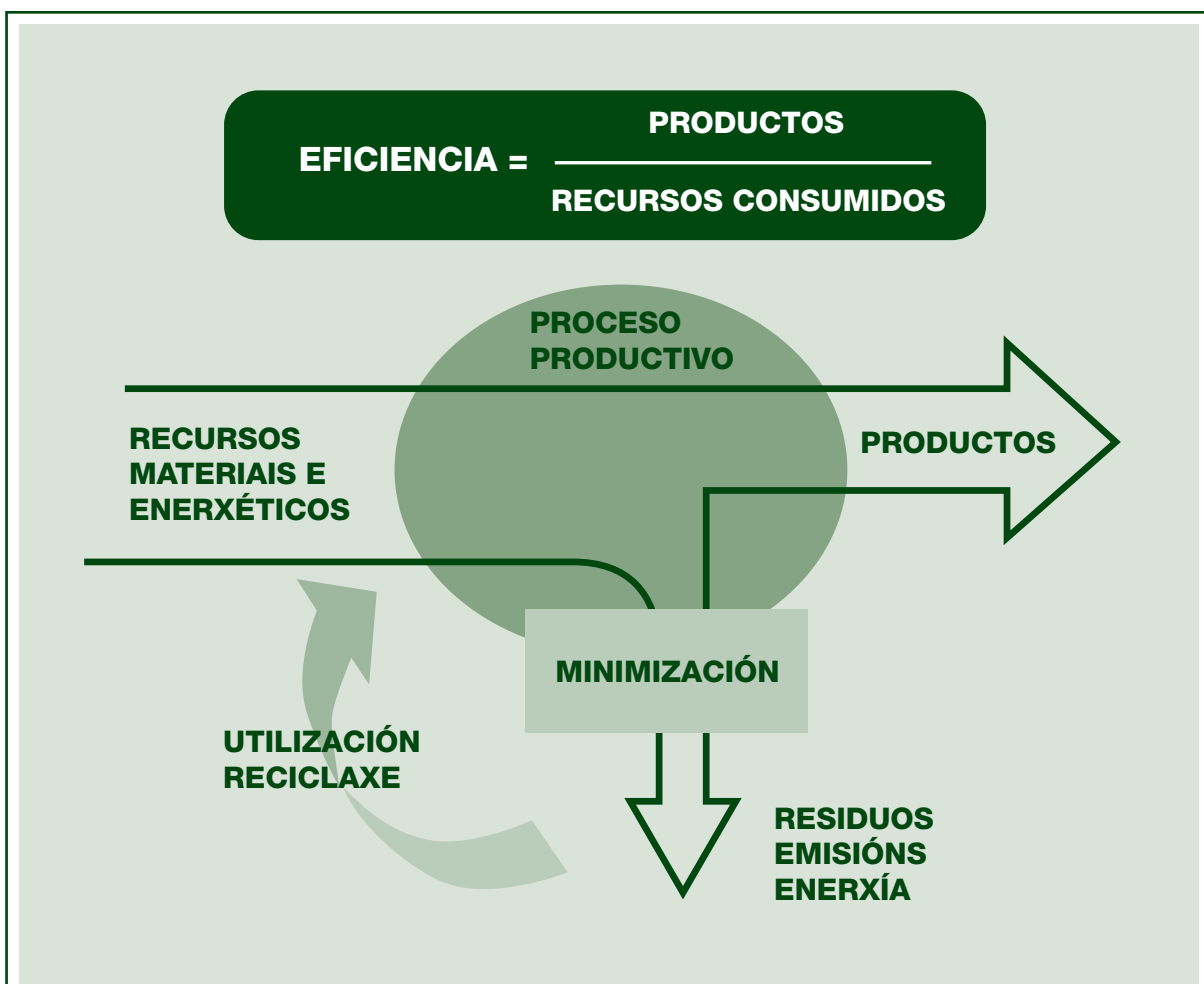 PRODUCTOS
EFICIENCIA =
RECURSOS CONSUMIDOS
PROCESO
PRODUCTIVO
RECURSOS
MATERIAIS E
ENERXÉTICOS
PRODUCTOS
MINIMIZACIÓN
UTILIZACIÓN
RECICLAXE
RESIDUOS
EMISIÓNS
ENERXÍA